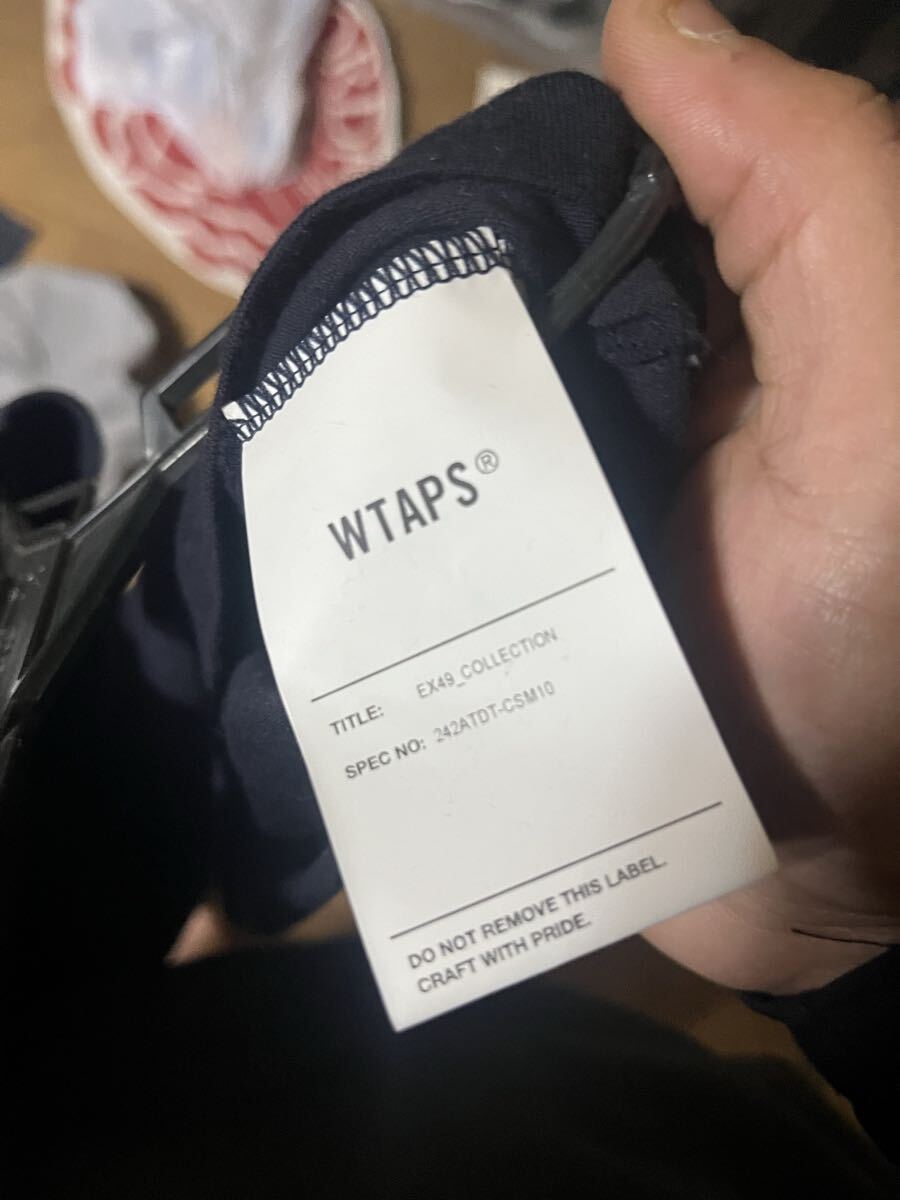 WTAPS®
TITLE: EX49_COLLECTION
SPEC NO: 242ATDT-CSM10
DO NOT REMOVE THIS LABEL.
CRAFT WITH PRIDE.